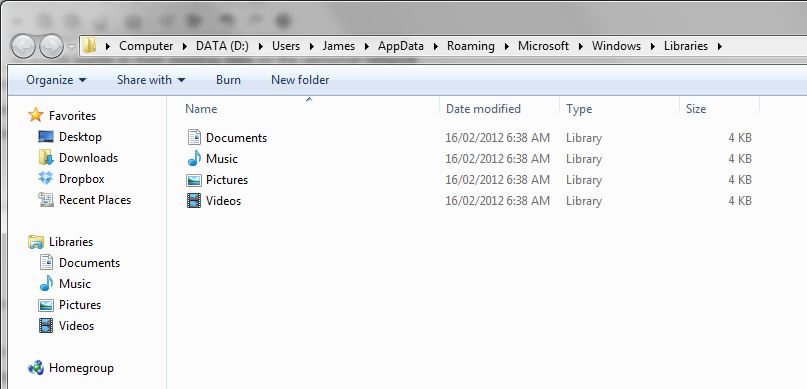 Computer DATA (D:) Users James AppData Roaming Microsoft Windows Libraries
Organize Share with Burn New folder
Favorites
Desktop
Downloads
Dropbox
Recent Places
Libraries
Documents
Music
Pictures
Videos
Homegroup
Name Date modified Type Size
Documents 16/02/2012 6:38 AM Library 4 KB
Music 16/02/2012 6:38 AM Library 4 KB
Pictures 16/02/2012 6:38 AM Library 4 KB
Videos 16/02/2012 6:38 AM Library 4 KB